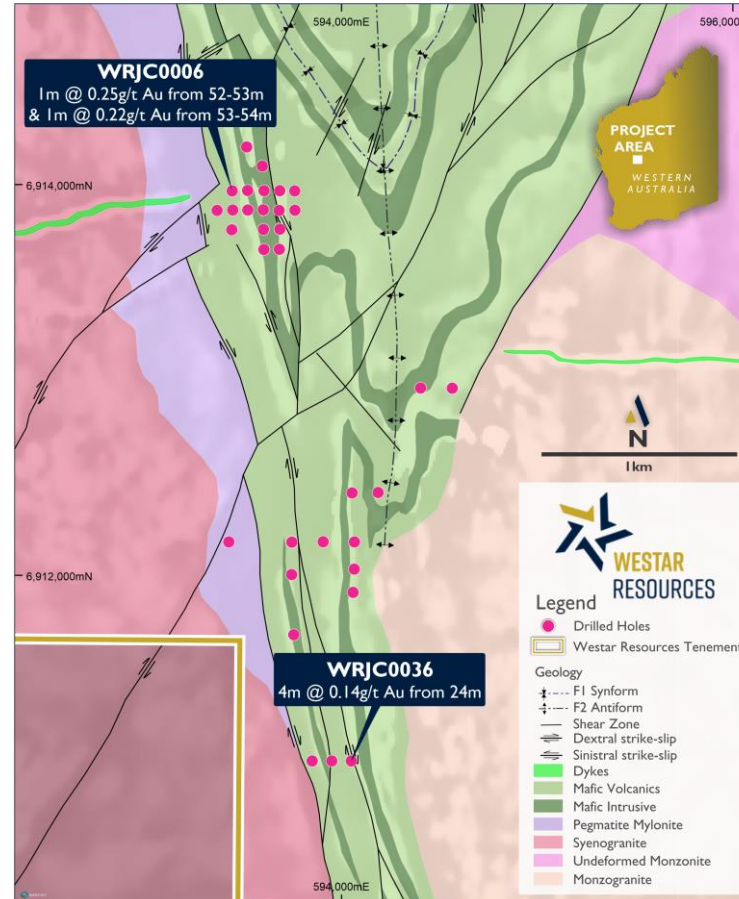 594,000mE
596,000m
WRJC0006
1m @ 0.25g/t Au from 52-53m
& 1m @ 0.22g/t Au from 53-54m
PROJECT
AREA
WESTERN
AUSTRALIA
6,914,000mN
N
1km
WESTAR
RESOURCES
6,912,000mN
Legend
Drilled Holes
Westar Resources Tenement
Geology
F1 Synform
F2 Antiform
Shear Zone
Dextral strike-slip
Sinistral strike-slip
Dykes
Mafic Volcanics
Mafic Intrusive
Pegmatite Mylonite
Syenogranite
Undeformed Monzonite
Monzogranite
WRJC0036
4m @ 0.14g/t Au from 24m
594,000mE